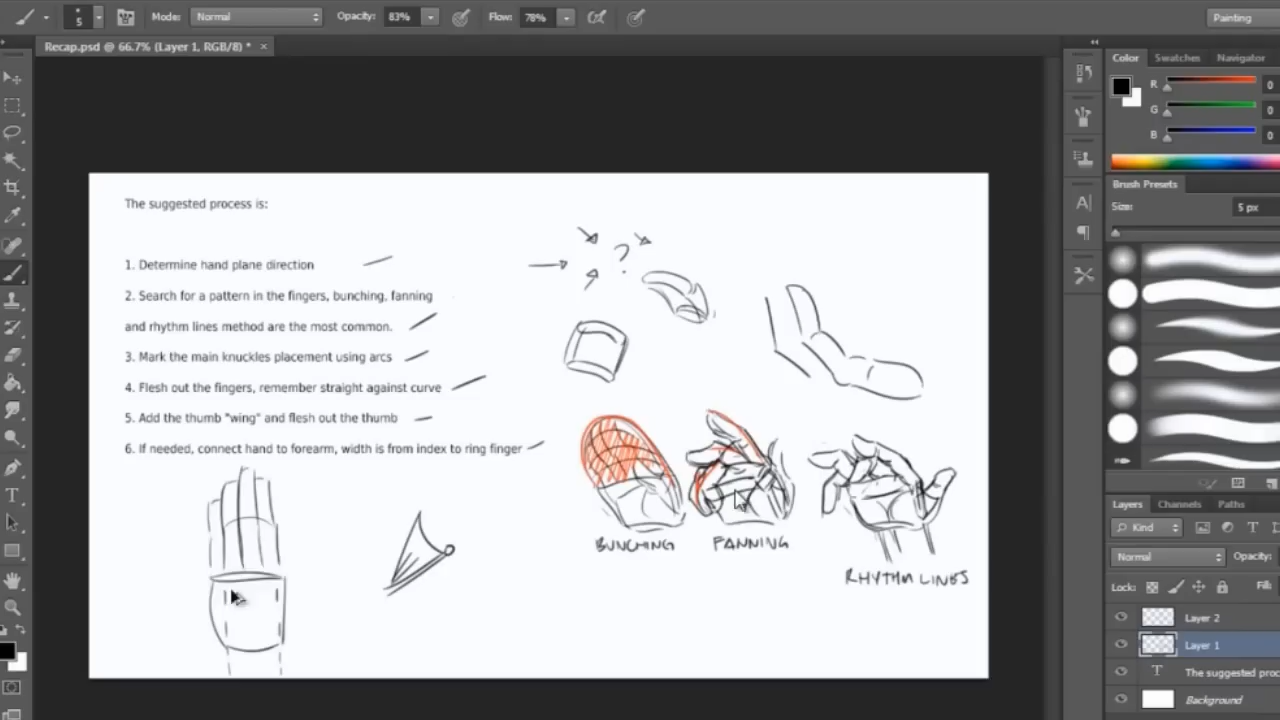 5
Mode: Normal
Opacity: 83%
Flow: 78%
Painting
Recap.psd @ 66.7% (Layer 1, RGB/8) * ×
Color Swatches Navigator
R 0
G 0
B 0
Brush Presets
Size: 5 px
The suggested process is:
1. Determine hand plane direction
2. Search for a pattern in the fingers, bunching, fanning
and rhythm lines method are the most common.
3. Mark the main knuckles placement using arcs
4. Flesh out the fingers, remember straight against curve
5. Add the thumb "wing" and flesh out the thumb
6. If needed, connect hand to forearm, width is from index to ring finger
?
BUNCHING
FANNING
RHYTHM LINES
Layers Channels Paths
Kind
Normal Opacity:
Lock: Fill:
Layer 2
Layer 1
T The suggested proc
Background